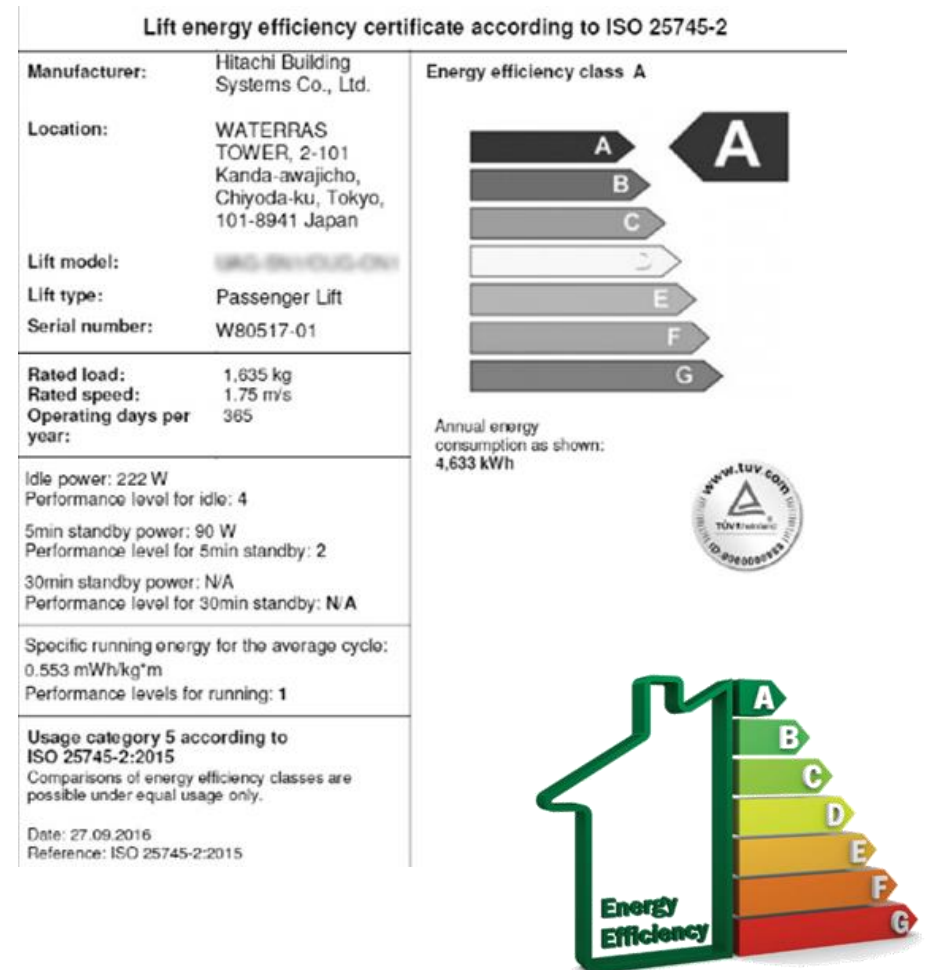 Lift energy efficiency certificate according to ISO 25745-2
Manufacturer:
Hitachi Building
Systems Co., Ltd.
Location:
WATERRAS
TOWER, 2-101
Kanda-awajicho,
Chiyoda-ku, Tokyo,
101-8941 Japan
Lift model:
Lift type:
Passenger Lift
Serial number:
W80517-01
Rated load: 1,635 kg
Rated speed: 1.75 m/s
Operating days per 365
year:
Idle power: 222 W
Performance level for idle: 4
5min standby power: 90 W
Performance level for 5min standby: 2
30min standby power: N/A
Performance level for 30min standby: N/A
Specific running energy for the average cycle:
0.553 mWh/kg*m
Performance levels for running: 1
Usage category 5 according to
ISO 25745-2:2015
Comparisons of energy efficiency classes are
possible under equal usage only.
Date: 27.09.2016
Reference: ISO 25745-2:2015
Energy efficiency class A
A
A
B
C
D
E
F
G
Annual energy
consumption as shown:
4,633 kWh
www.tuv.com
TÜVRheinland
A
B
C
D
E
F
G
Energy
Efficiency